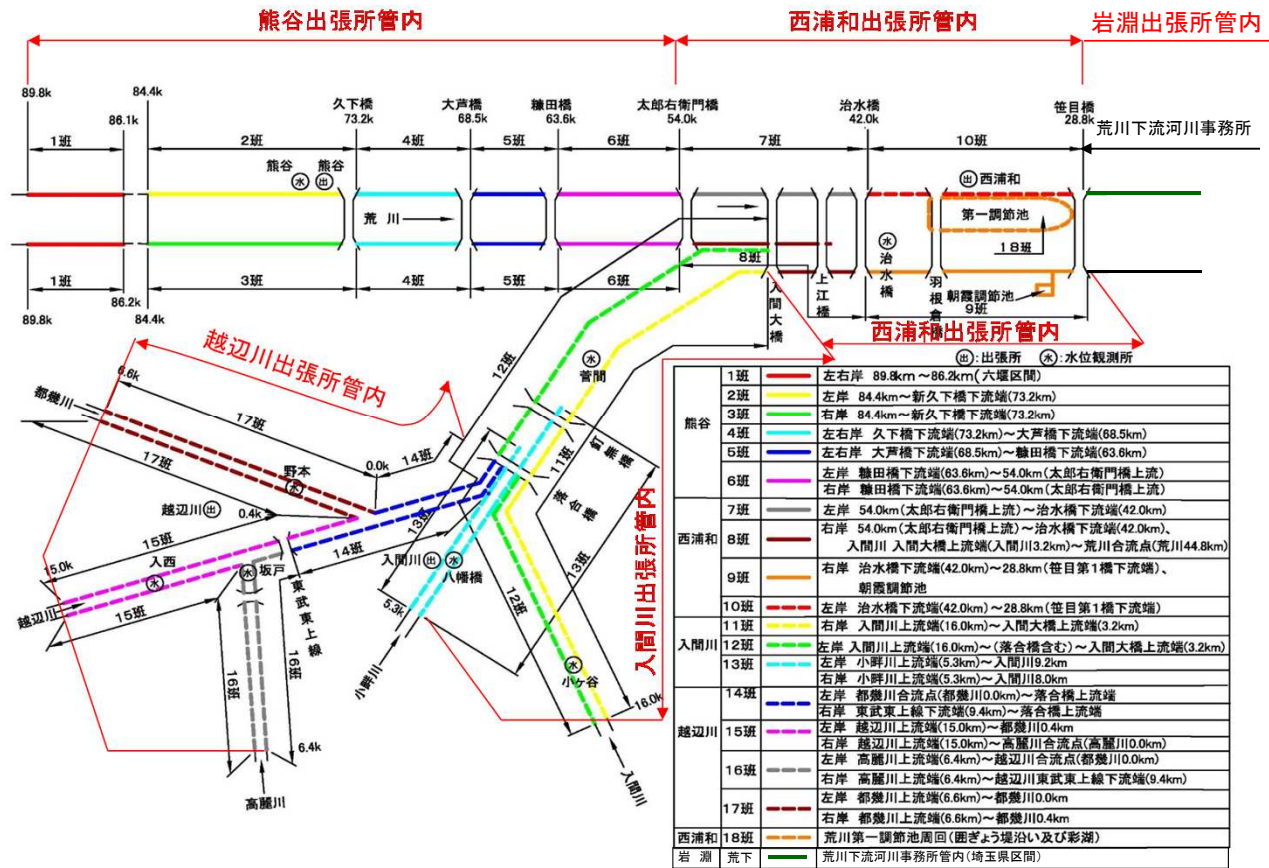 熊谷出張所管内
西浦和出張所管内
岩淵出張所管内
89.8k
86.1k
84.4k
久下橋
73.2k
大芦橋
68.5k
糠田橋
63.6k
太郎右衛門橋
54.0k
治水橋
42.0k
笹目橋
28.8k
荒川下流河川事務所
1班
2班
4班
5班
6班
7班
10班
熊谷
水
熊谷
出
出 西浦和
荒川
第一調節池
18班
水
治水橋
羽根倉橋
朝霞調節池
9班
8班
入間大橋
上江橋
1班
3班
4班
5班
6班
89.8k
86.2k
84.4k
西浦和出張所管内
出:出張所 水:水位観測所
越辺川出張所管内
0.6k
都幾川
17班
17班
野本
水
0.0k
14班
12班
水
菅間
11班
釘無橋
落合橋
越辺川 出
0.4k
15班
15.0k
入西
水
越辺川
15班
水 坂戸
東武東上線
14班
13班
入間川 出 水
八幡橋
5.3k
小畔川
12班
13班
水
小ヶ谷
16.0k
入間川
入間川出張所管内
16班
16班
6.4k
高麗川
熊谷
1班 左右岸 89.8km～86.2km(六堰区間)
2班 左岸 84.4km～新久下橋下流端(73.2km)
3班 右岸 84.4km～新久下橋下流端(73.2km)
4班 左右岸 久下橋下流端(73.2km)～大芦橋下流端(68.5km)
5班 左右岸 大芦橋下流端(68.5km)～糠田橋下流端(63.6km)
6班 左岸 糠田橋下流端(63.6km)～54.0km(太郎右衛門橋上流)
右岸 糠田橋下流端(63.6km)～54.0km(太郎右衛門橋上流)
西浦和
7班 左岸 54.0km(太郎右衛門橋上流)～治水橋下流端(42.0km)
8班 右岸 54.0km(太郎右衛門橋上流)～治水橋下流端(42.0km)、
入間川 入間大橋上流端(入間川3.2km)～荒川合流点(荒川44.8km)
9班 右岸 治水橋下流端(42.0km)～28.8km(笹目第1橋下流端)、
朝霞調節池
10班 左岸 治水橋下流端(42.0km)～28.8km(笹目第1橋下流端)
入間川
11班 右岸 入間川上流端(16.0km)～入間大橋上流端(3.2km)
12班 左岸 入間川上流端(16.0km)～(落合橋含む)～入間大橋上流端(3.2km)
13班 左岸 小畔川上流端(5.3km)～入間川9.2km
右岸 小畔川上流端(5.3km)～入間川8.0km
越辺川
14班 左岸 都幾川合流点(都幾川0.0km)～落合橋上流端
右岸 東武東上線下流端(9.4km)～落合橋上流端
15班 左岸 越辺川上流端(15.0km)～都幾川0.4km
右岸 越辺川上流端(15.0km)～高麗川合流点(高麗川0.0km)
16班 左岸 高麗川上流端(6.4km)～越辺川合流点(都幾川0.0km)
右岸 高麗川上流端(6.4km)～越辺川東武東上線下流端(9.4km)
17班 左岸 都幾川上流端(6.6km)～都幾川0.0km
右岸 都幾川上流端(6.6km)～都幾川0.4km
西浦和 18班 荒川第一調節池周回(囲ぎょう堤沿い及び彩湖)
岩淵 荒下 荒川下流河川事務所管内(埼玉県区間)